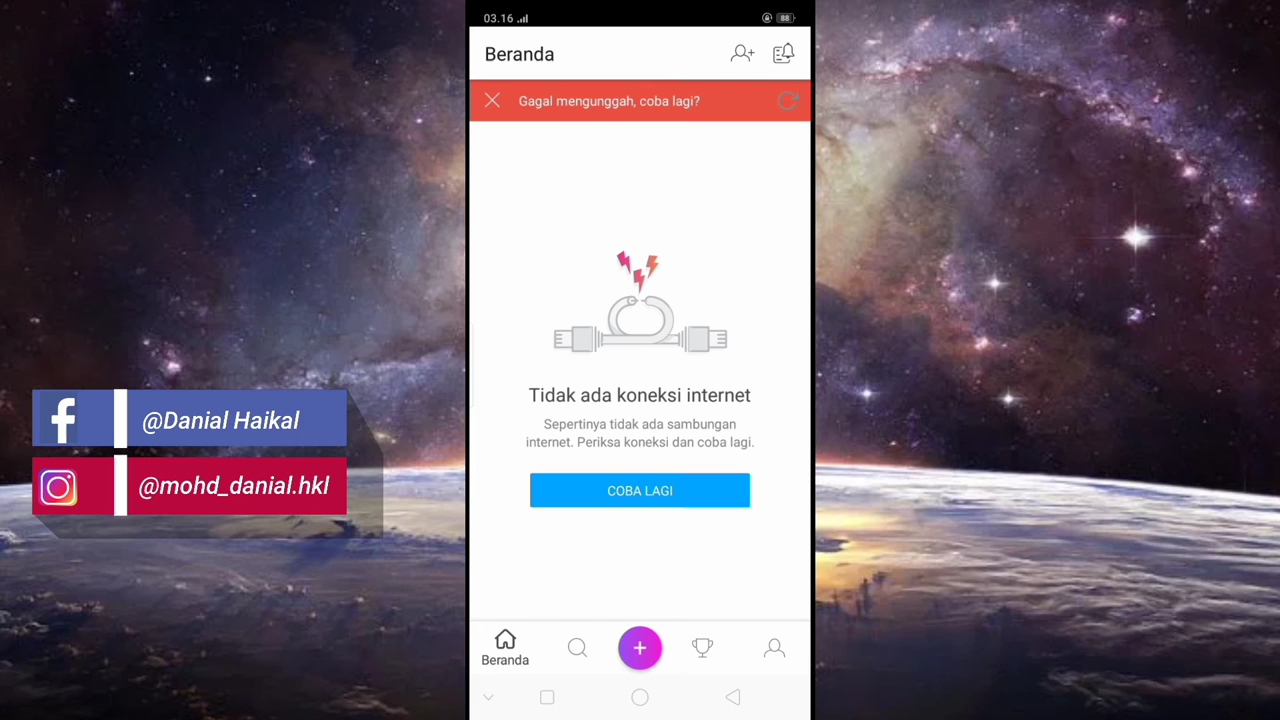 03.16
88
Beranda
Gagal mengunggah, coba lagi?
Tidak ada koneksi internet
Sepertinya tidak ada sambungan
internet. Periksa koneksi dan coba lagi.
COBA LAGI
Beranda
@Danial Haikal
@mohd_danial.hkl